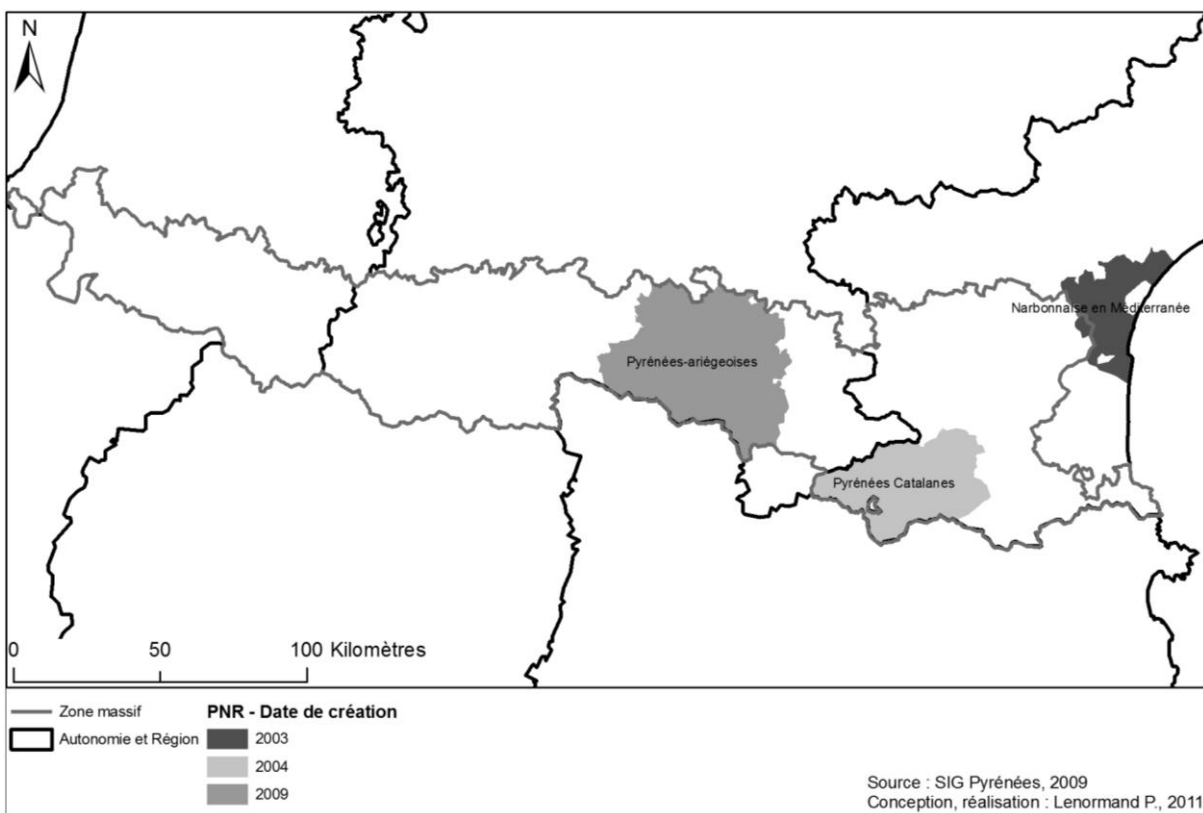 N
Narbonnaise en Méditerranée
Pyrénées-ariégeoises
Pyrénées Catalanes
0 50 100 Kilomètres
Zone massif
Autonomie et Région
PNR - Date de création
2003
2004
2009
Source : SIG Pyrénées, 2009
Conception, réalisation : Lenormand P., 2011